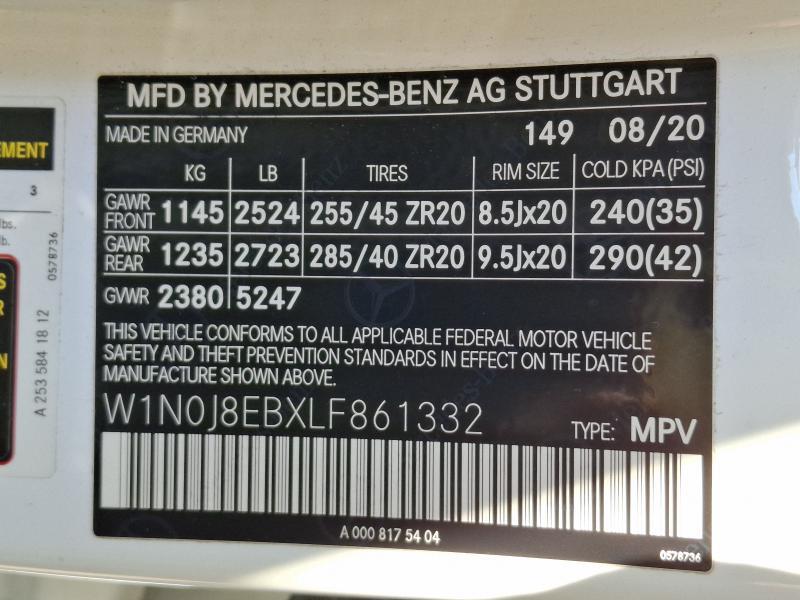 MFD BY MERCEDES-BENZ AG STUTTGART
MADE IN GERMANY 149 08/20
KG LB TIRES RIM SIZE COLD KPA (PSI)
GAWR FRONT 1145 2524 255/45 ZR20 8.5Jx20 240(35)
GAWR REAR 1235 2723 285/40 ZR20 9.5Jx20 290(42)
GVWR 2380 5247
THIS VEHICLE CONFORMS TO ALL APPLICABLE FEDERAL MOTOR VEHICLE
SAFETY AND THEFT PREVENTION STANDARDS IN EFFECT ON THE DATE OF
MANUFACTURE SHOWN ABOVE.
W1N0J8EBXLF861332
TYPE: MPV
A 000 817 54 04
0578736
EMENT
3
lbs.
lb.
S
R
N
0578736
A 253 584 18 12